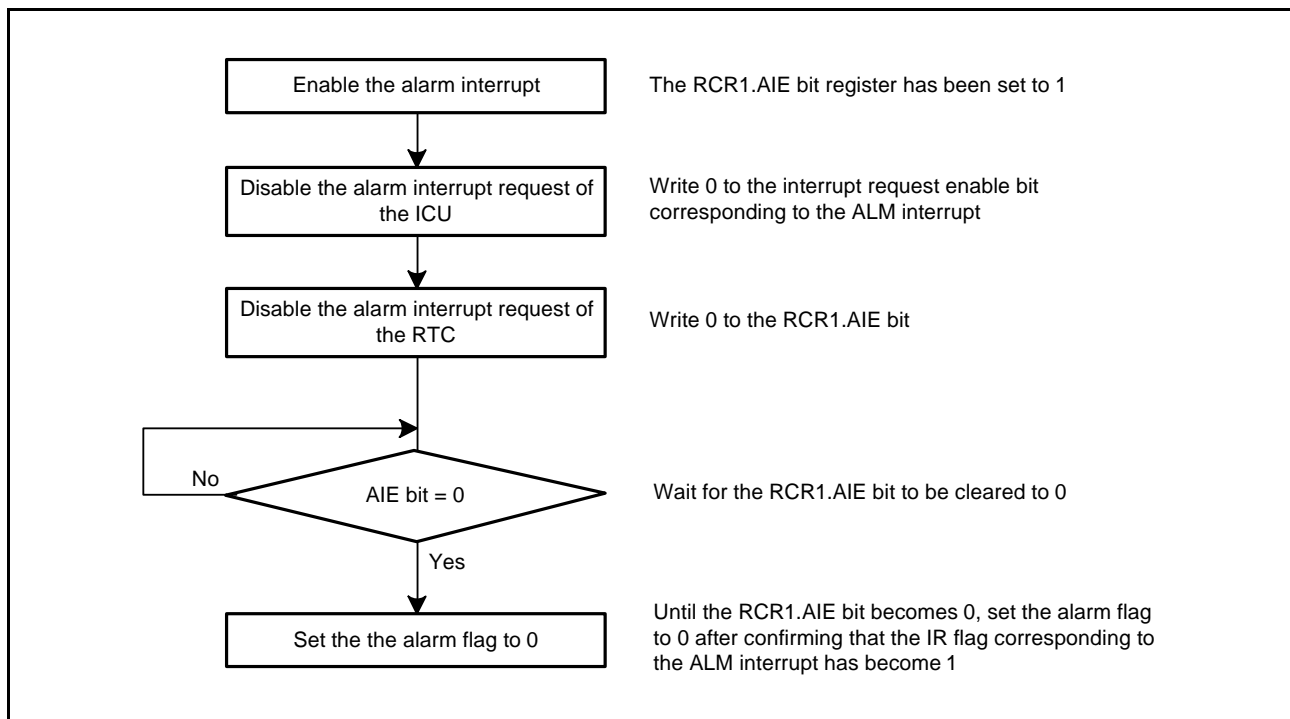 Enable the alarm interrupt
The RCR1.AIE bit register has been set to 1
Disable the alarm interrupt request of
the ICU
Write 0 to the interrupt request enable bit
corresponding to the ALM interrupt
Disable the alarm interrupt request of
the RTC
Write 0 to the RCR1.AIE bit
No
AIE bit = 0
Wait for the RCR1.AIE bit to be cleared to 0
Yes
Set the the alarm flag to 0
Until the RCR1.AIE bit becomes 0, set the alarm flag
to 0 after confirming that the IR flag corresponding to
the ALM interrupt has become 1